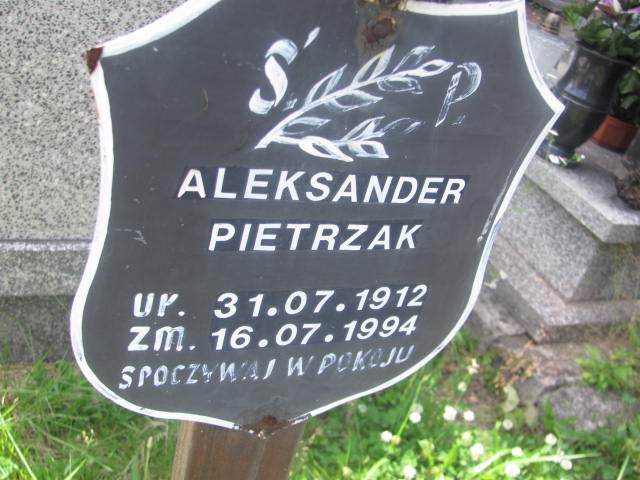 Ś. P.
ALEKSANDER
PIETRZAK
ur. 31.07.1912
zm. 16.07.1994
SPOCZYWAJ W POKOJU